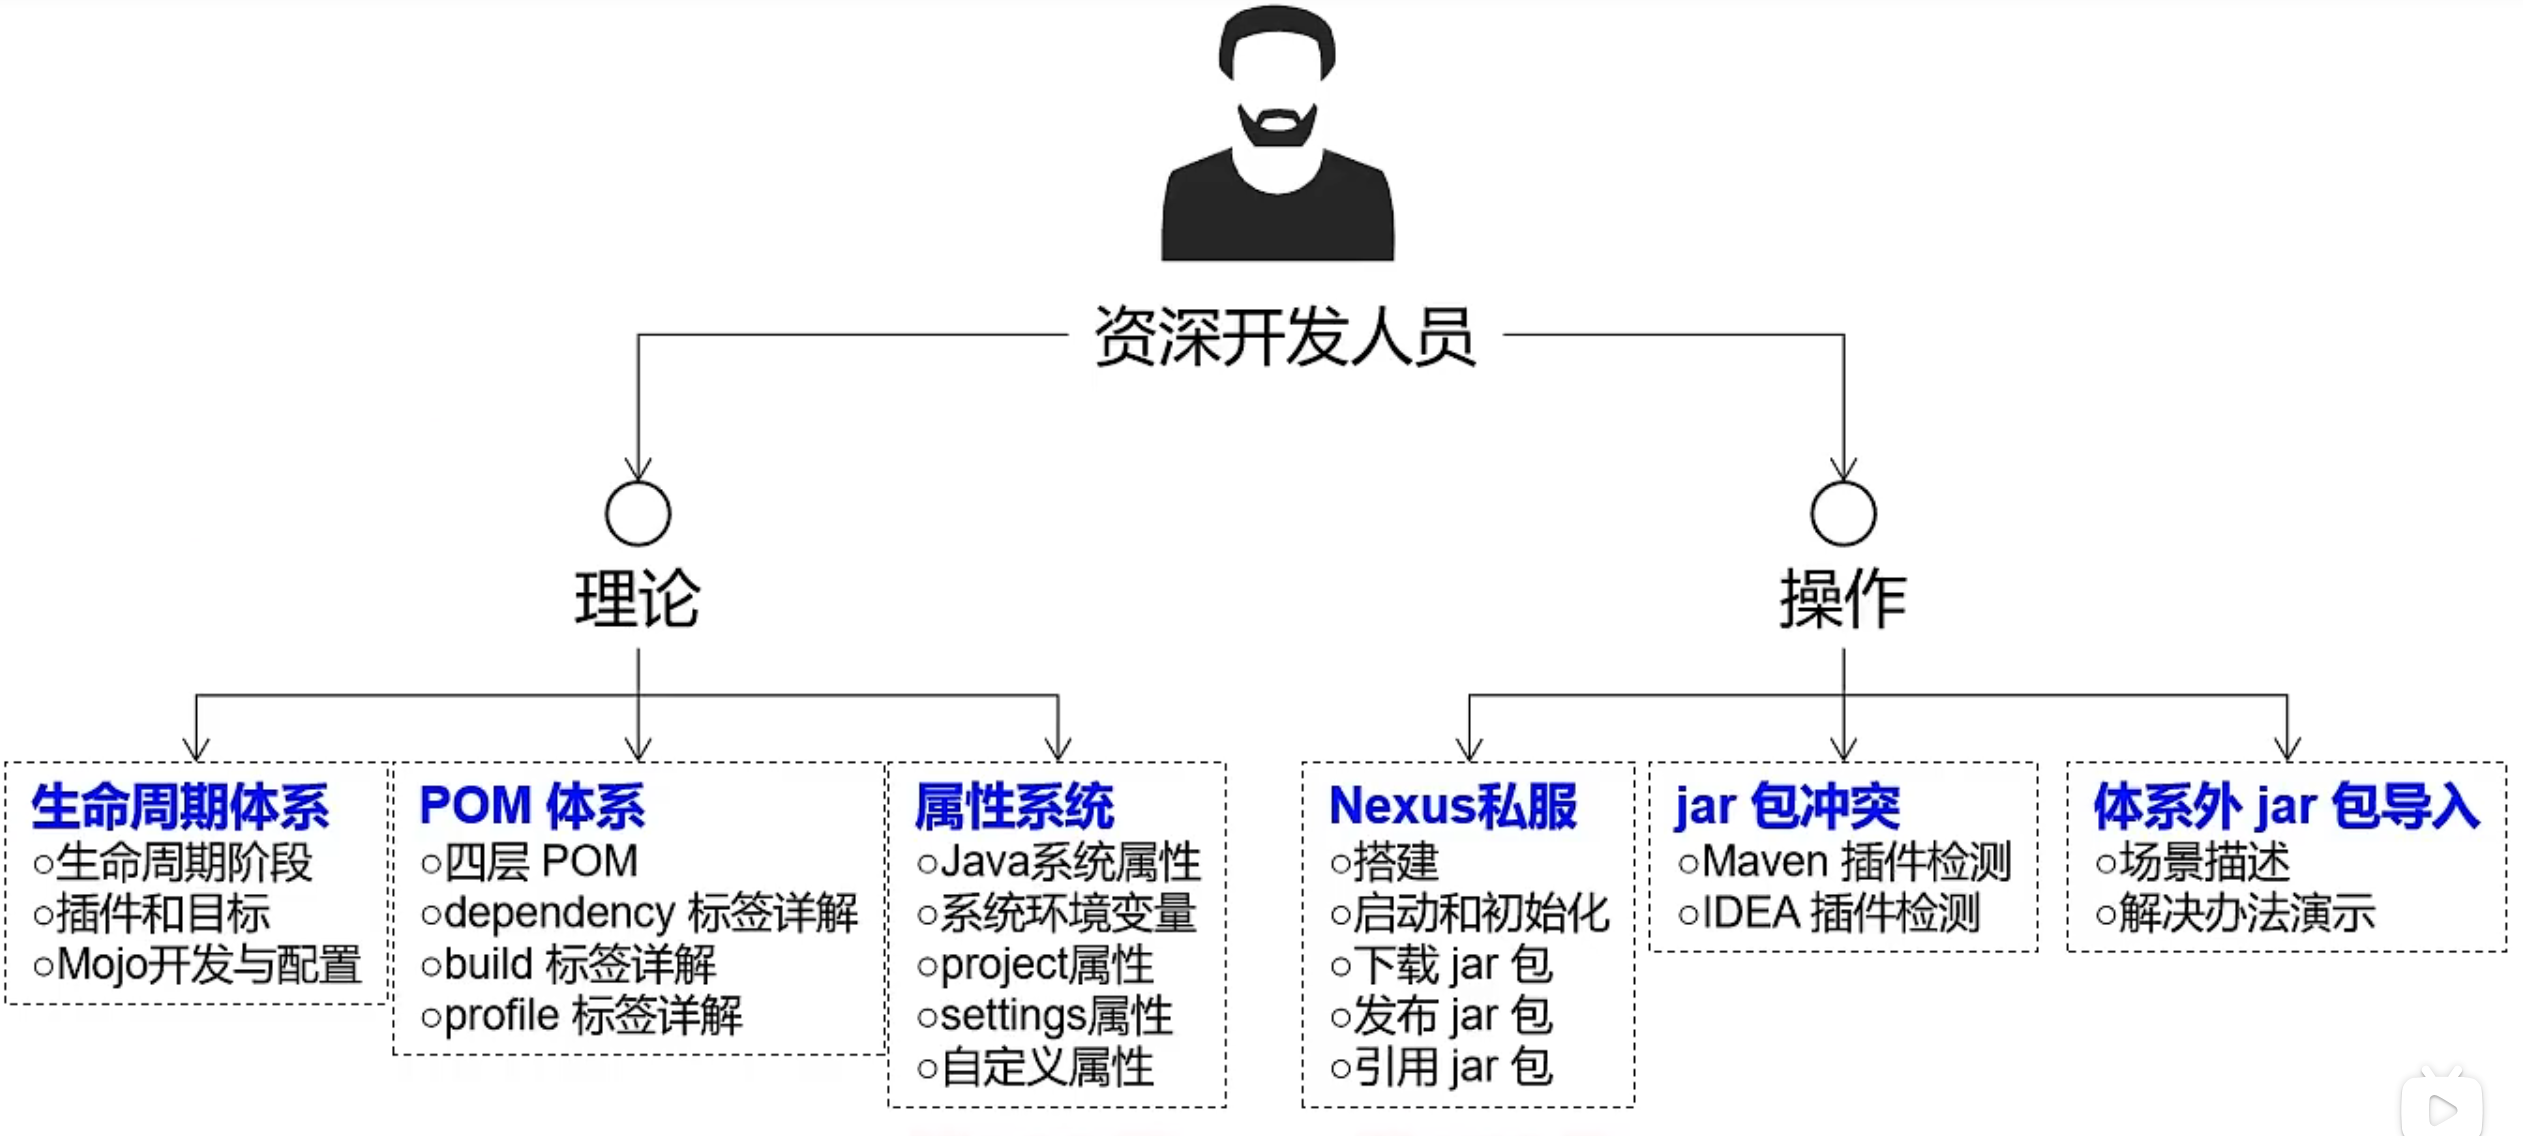 资深开发人员
理论
操作
生命周期体系
○生命周期阶段
○插件和目标
○Mojo开发与配置
POM 体系
○四层 POM
○dependency 标签详解
○build 标签详解
○profile 标签详解
属性系统
○Java系统属性
○系统环境变量
○project属性
○settings属性
○自定义属性
Nexus私服
○搭建
○启动和初始化
○下载 jar 包
○发布 jar 包
○引用 jar 包
jar 包冲突
○Maven 插件检测
○IDEA 插件检测
体系外 jar 包导入
○场景描述
○解决办法演示